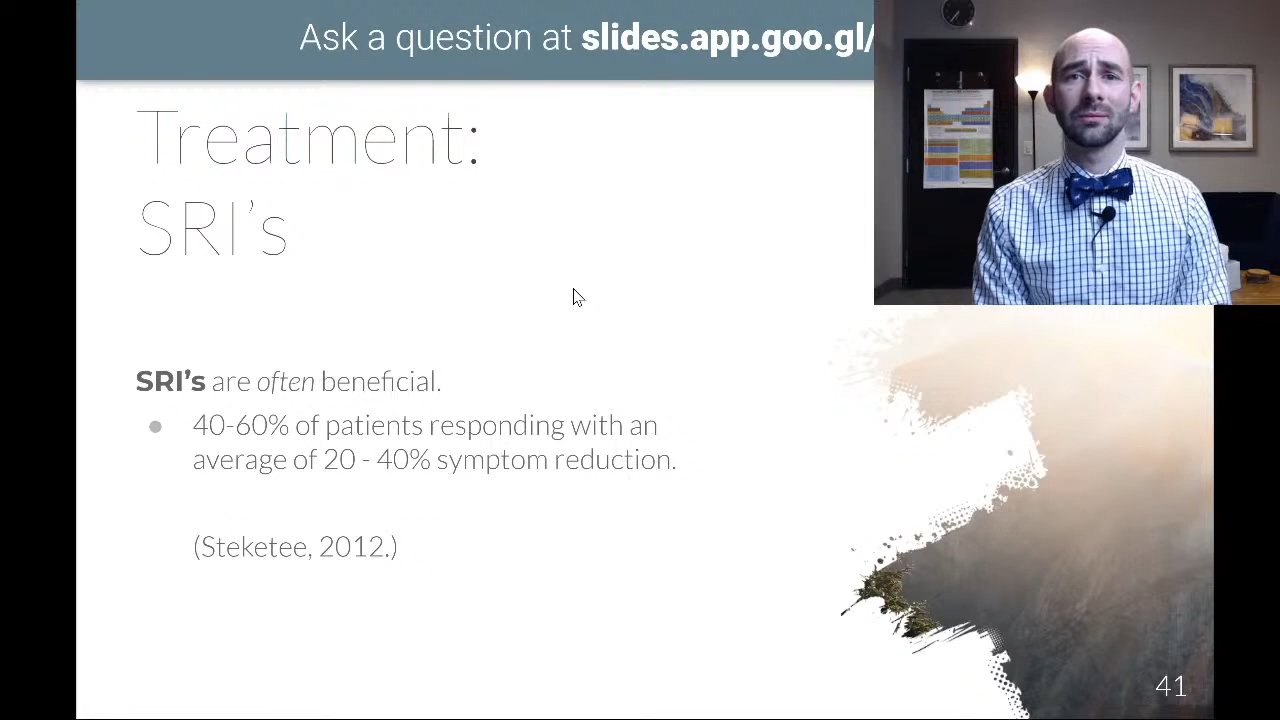 Ask a question at slides.app.goo.gl/
Treatment:
SRI’s
SRI’s are often beneficial.
40-60% of patients responding with an
average of 20 - 40% symptom reduction.
(Steketee, 2012.)
41